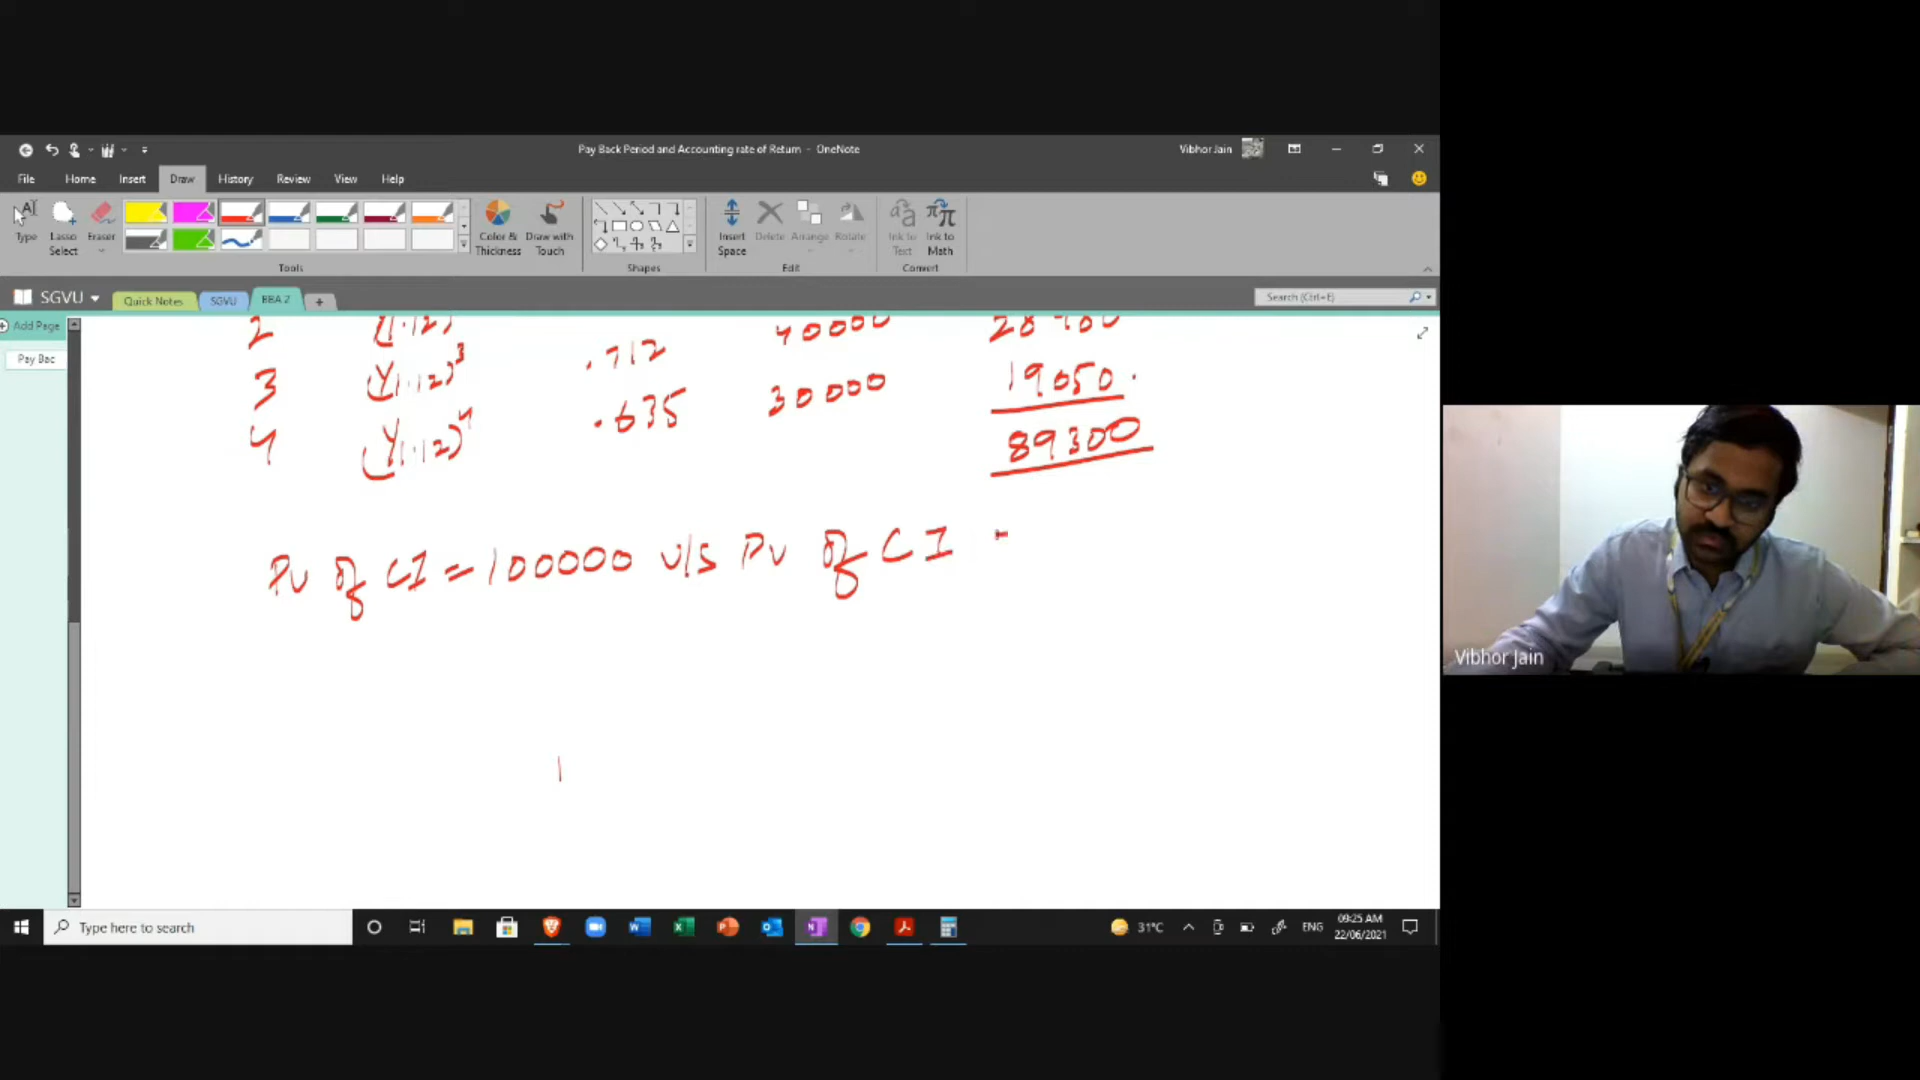 Pay Back Period and Accounting rate of Return - OneNote
Vibhor Jain
File Home Insert Draw History Review View Help
Type
Lasso Select
Eraser
Color & Thickness
Draw with Touch
Insert Space
Delete
Arrange
Rotate
Ink to Text
Ink to Math
Tools
Shapes
Edit
Convert
SGVU
Quick Notes
SGVU
BBA 2
+
Search (Ctrl+E)
Add Page
Pay Bac
2 (1.12) 40000
3 (1/1.12)³ .712 19050.
4 (1/1.12)⁴ .635 30000 89300
PV of CI = 100000 v/s PV of CI -
Vibhor Jain
Type here to search
31°C
ENG
09:25 AM
22/06/2021